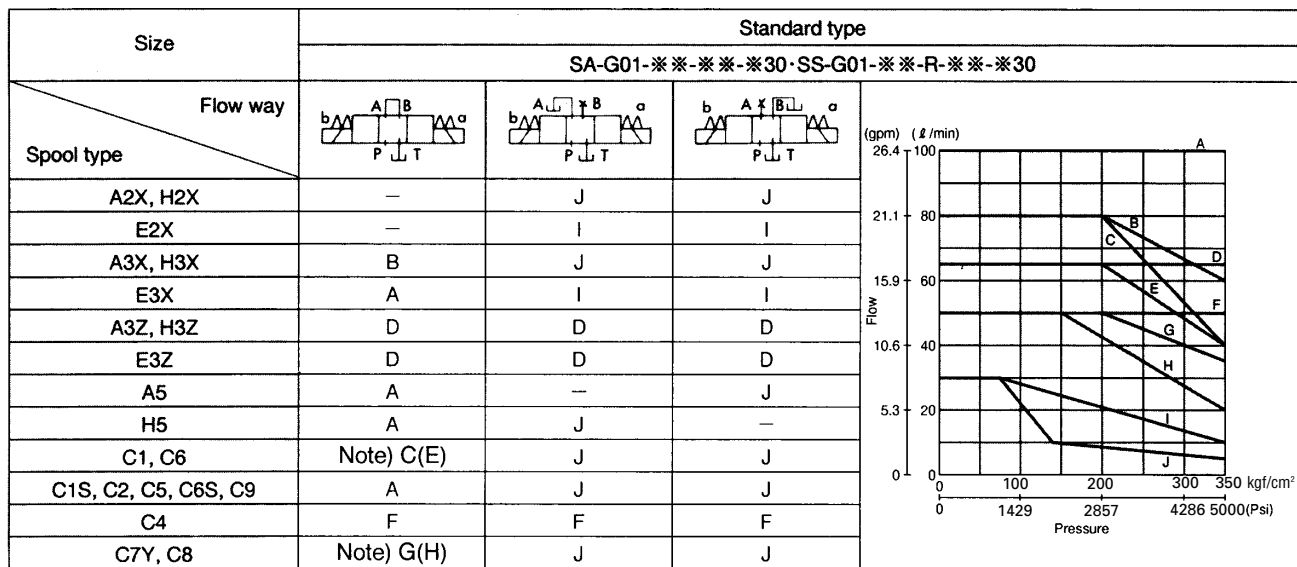 Size
Standard type
SA-G01-※※-※※-※30·SS-G01-※※-R-※※-※30
Flow way
Spool type
A B
b a
P T
A B
b a
P T
A B
b a
P T
A2X, H2X − J J
E2X − I I
A3X, H3X B J J
E3X A I I
A3Z, H3Z D D D
E3Z D D D
A5 A − J
H5 A J −
C1, C6 Note) C(E) J J
C1S, C2, C5, C6S, C9 A J J
C4 F F F
C7Y, C8 Note) G(H) J J
(gpm) (ℓ/min)
26.4 100
21.1 80
15.9 60
10.6 40
5.3 20
0 0
Flow
A
B
C
D
E
F
G
H
I
J
0 100 200 300 350 kgf/cm²
0 1429 2857 4286 5000(Psi)
Pressure